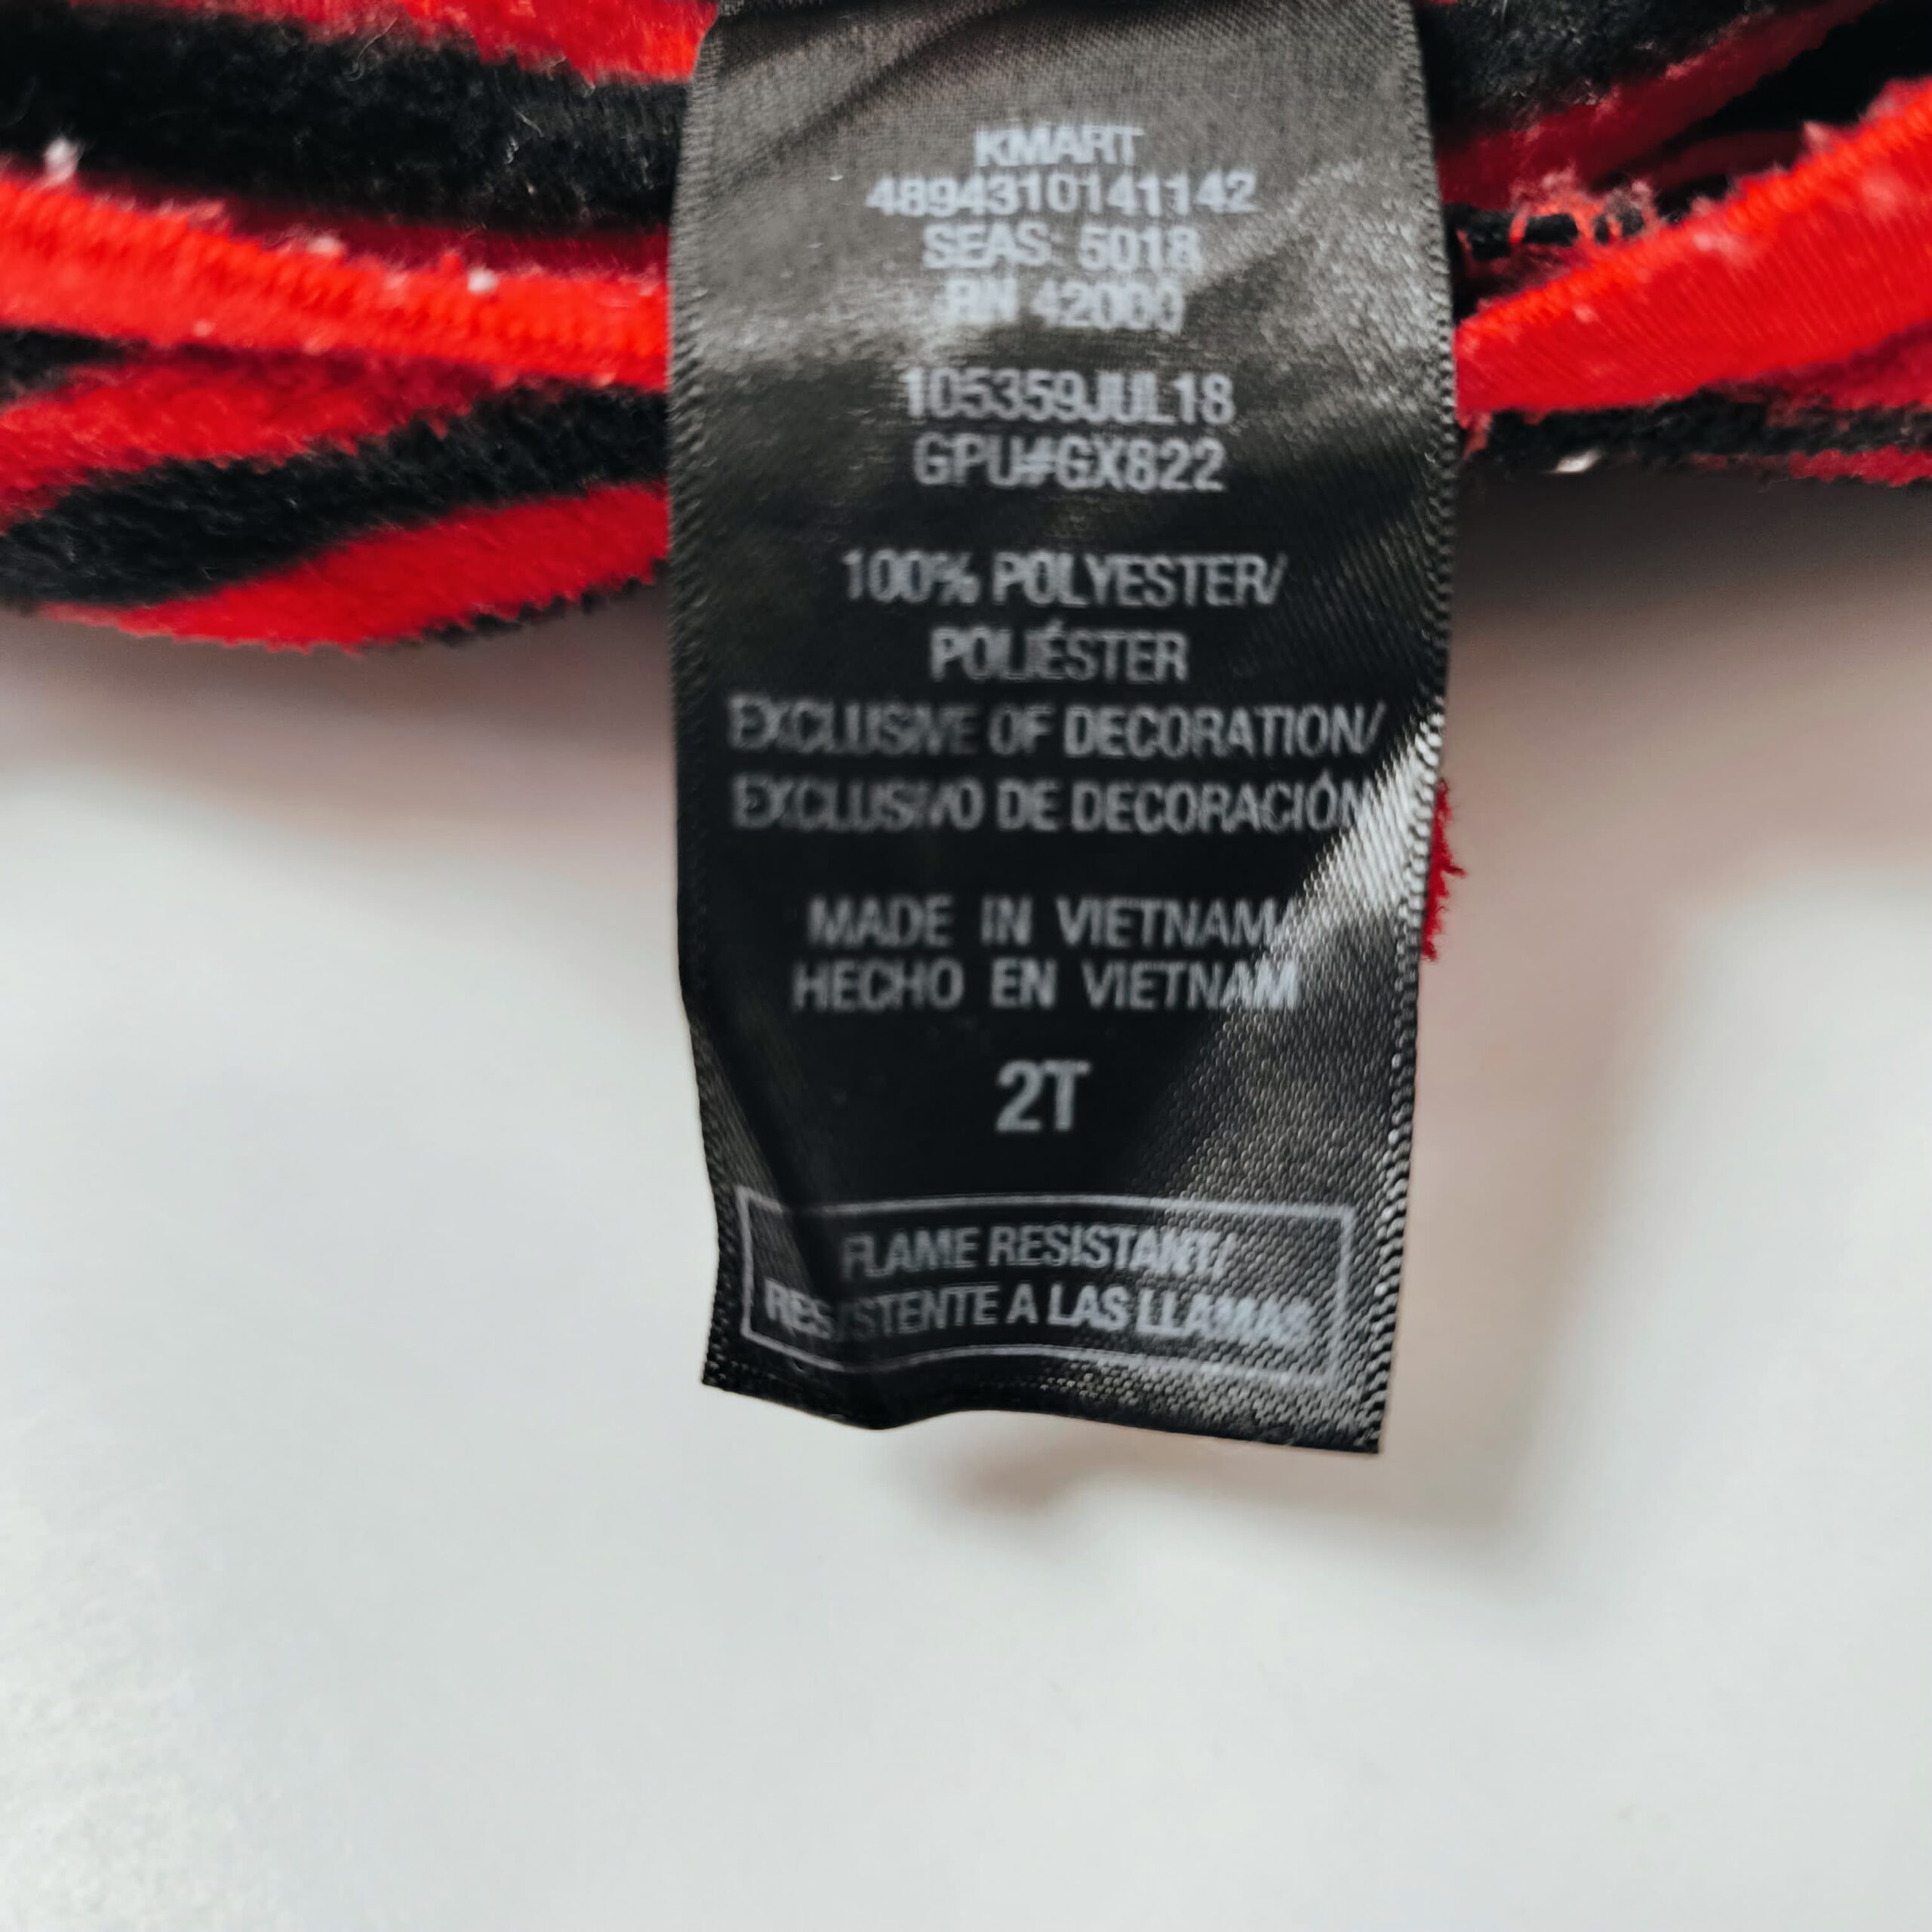 KMART
4894310141142
SEAS: 5018
RN 42000
105359JUL18
GPU#GX822
100% POLYESTER/
POLIÉSTER
EXCLUSIVE OF DECORATION/
EXCLUSIVO DE DECORACIÓN
MADE IN VIETNAM/
HECHO EN VIETNAM
2T
FLAME RESISTANT/
RESISTENTE A LAS LLAMAS